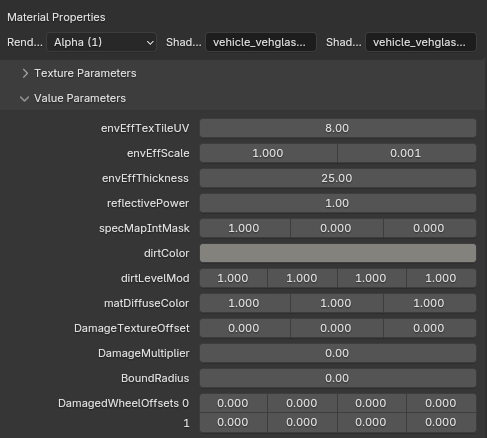 Material Properties
Rend... Alpha (1) Shad... vehicle_vehglas... Shad... vehicle_vehglas...
Texture Parameters
Value Parameters
envEffTexTileUV 8.00
envEffScale 1.000 0.001
envEffThickness 25.00
reflectivePower 1.00
specMapIntMask 1.000 0.000 0.000
dirtColor
dirtLevelMod 1.000 1.000 1.000 1.000
matDiffuseColor 1.000 1.000 1.000
DamageTextureOffset 0.000 0.000 0.000
DamageMultiplier 0.00
BoundRadius 0.00
DamagedWheelOffsets 0 0.000 0.000 0.000 0.000
1 0.000 0.000 0.000 0.000